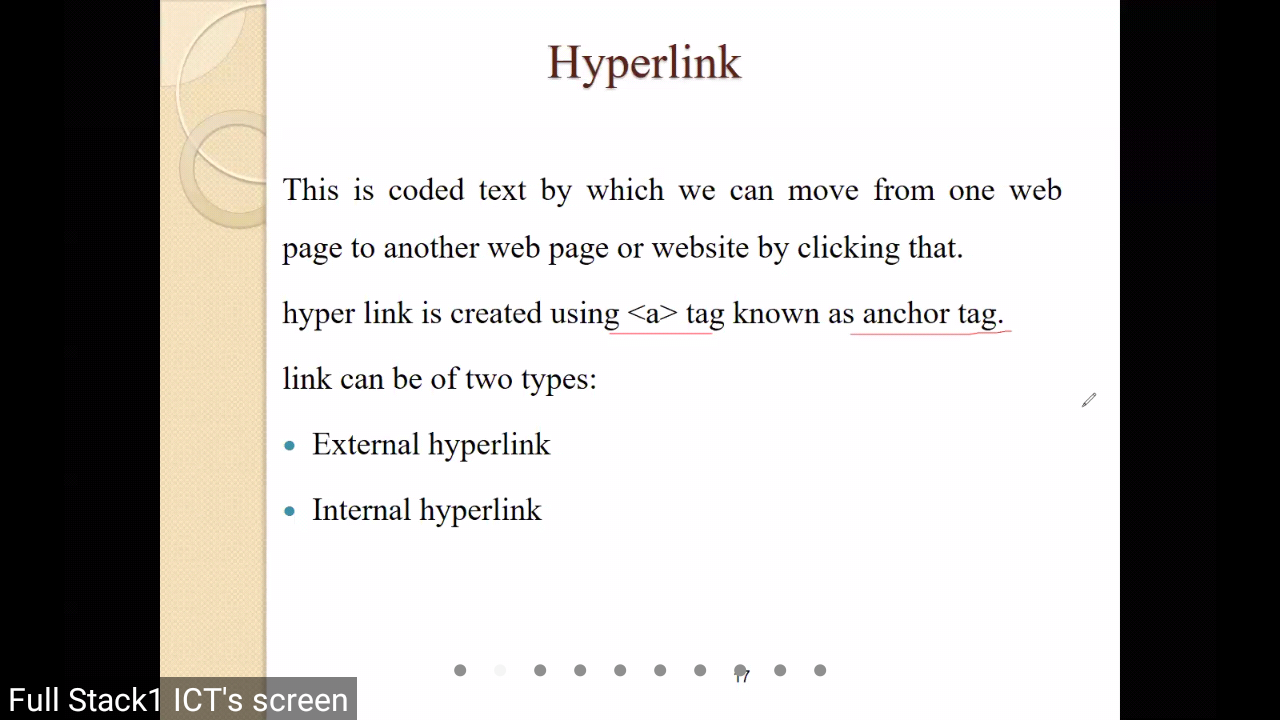 Hyperlink
This is coded text by which we can move from one web
page to another web page or website by clicking that.
hyper link is created using <a> tag known as anchor tag.
link can be of two types:
• External hyperlink
• Internal hyperlink
17
Full Stack1 ICT's screen